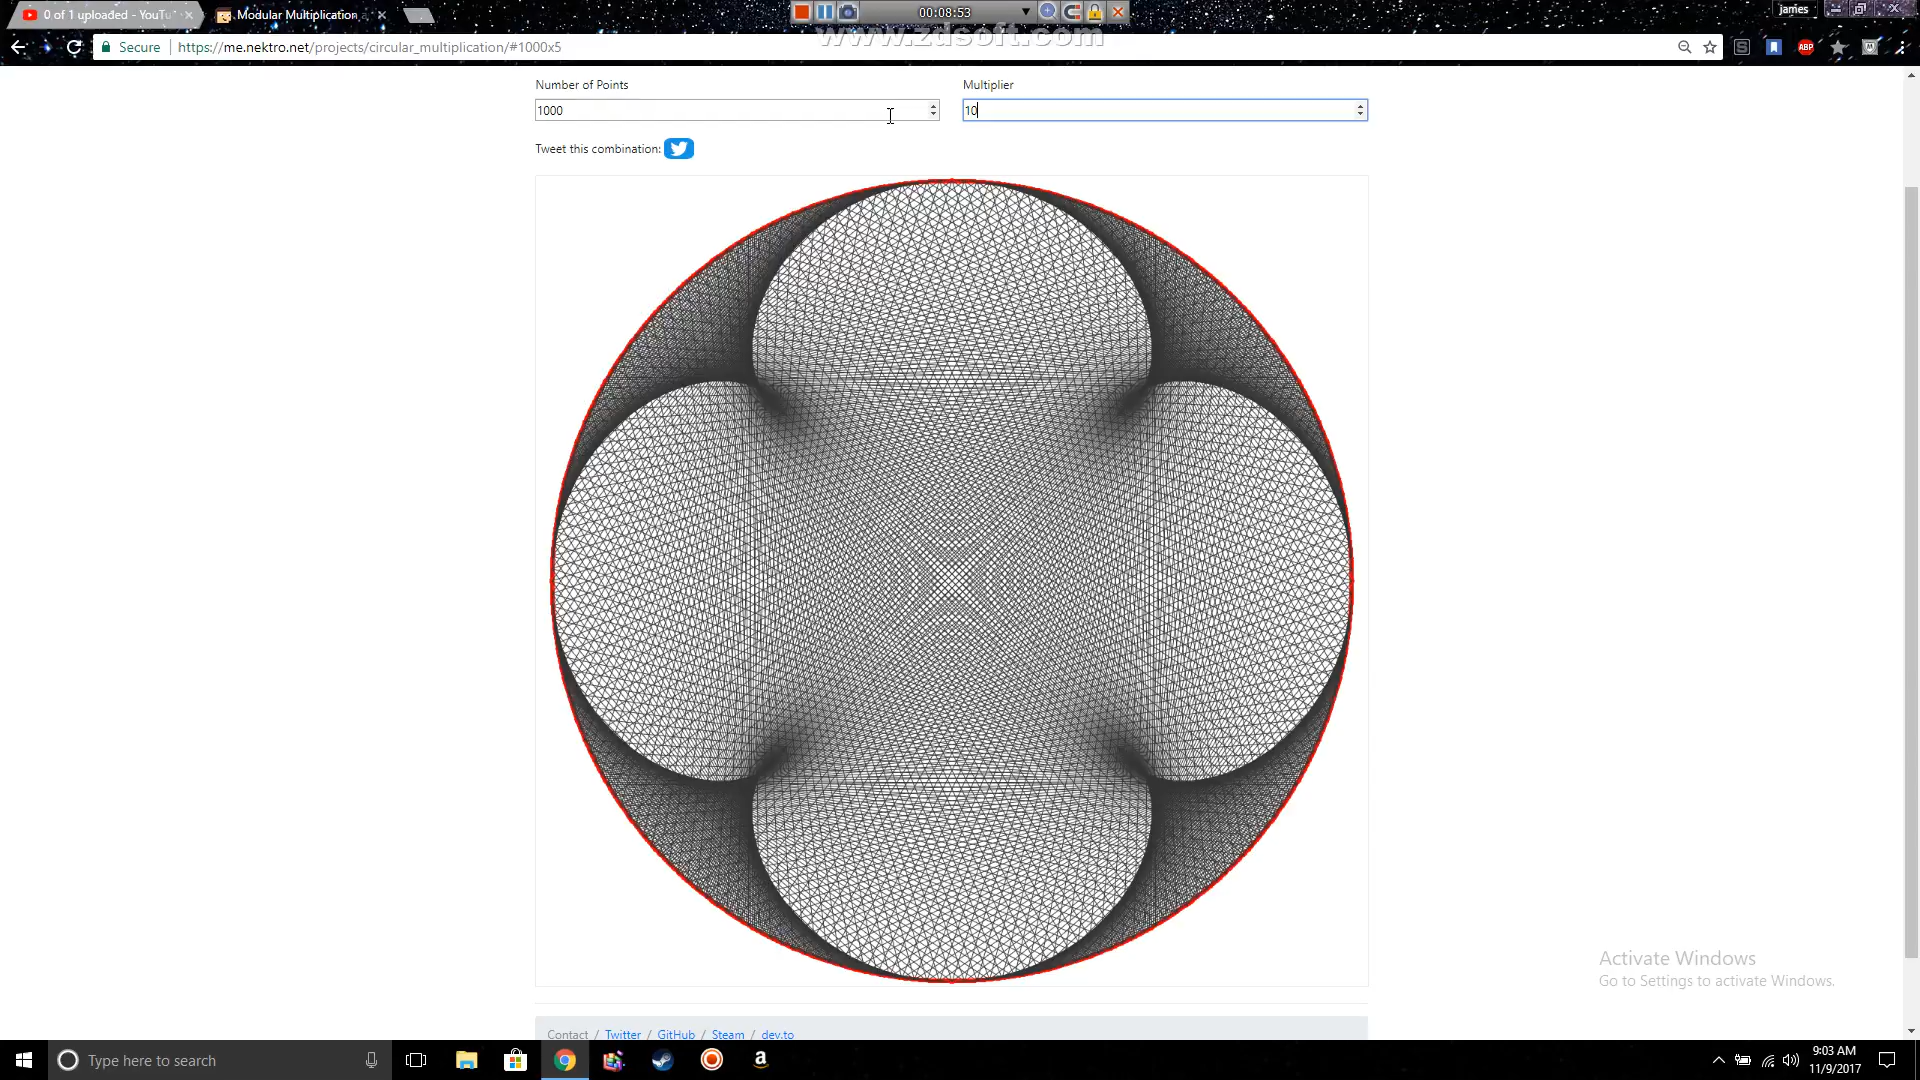 0 of 1 uploaded - YouTu
Modular Multiplication
00:08:53
james
www.zdsoft.com
Secure
https://me.nektro.net/projects/circular_multiplication/#1000x5
ABP
Number of Points
Multiplier
1000
10
Tweet this combination:
Activate Windows
Go to Settings to activate Windows.
Contact / Twitter / GitHub / Steam / dev.to
Type here to search
9:03 AM
11/9/2017